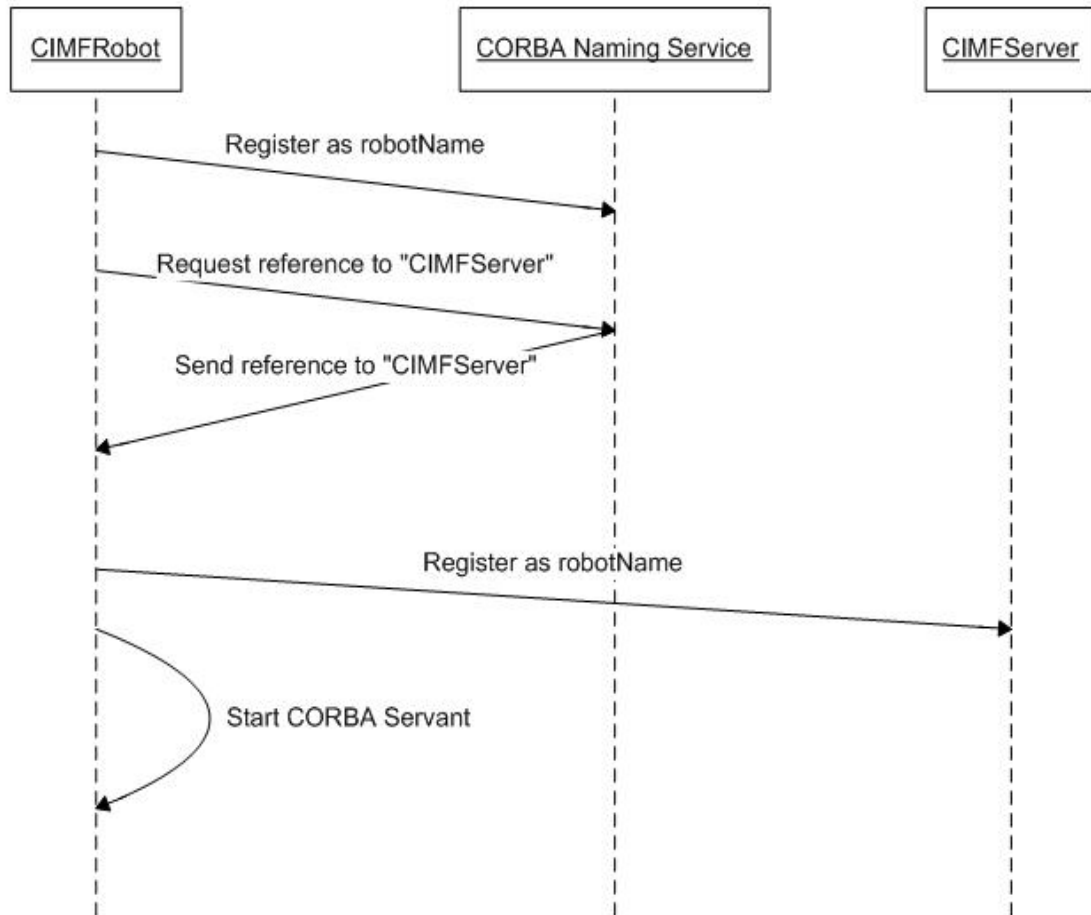 CIMFRobot
CORBA Naming Service
CIMFServer
Register as robotName
Request reference to "CIMFServer"
Send reference to "CIMFServer"
Register as robotName
Start CORBA Servant